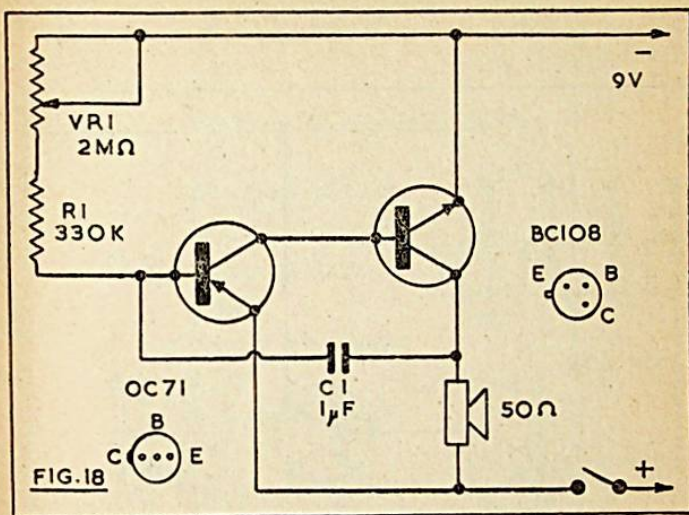 −
9V
VR1
2MΩ
R1
330K
BC108
E B
C
OC71
B
C E
C1
1µF
50Ω
+
FIG.18